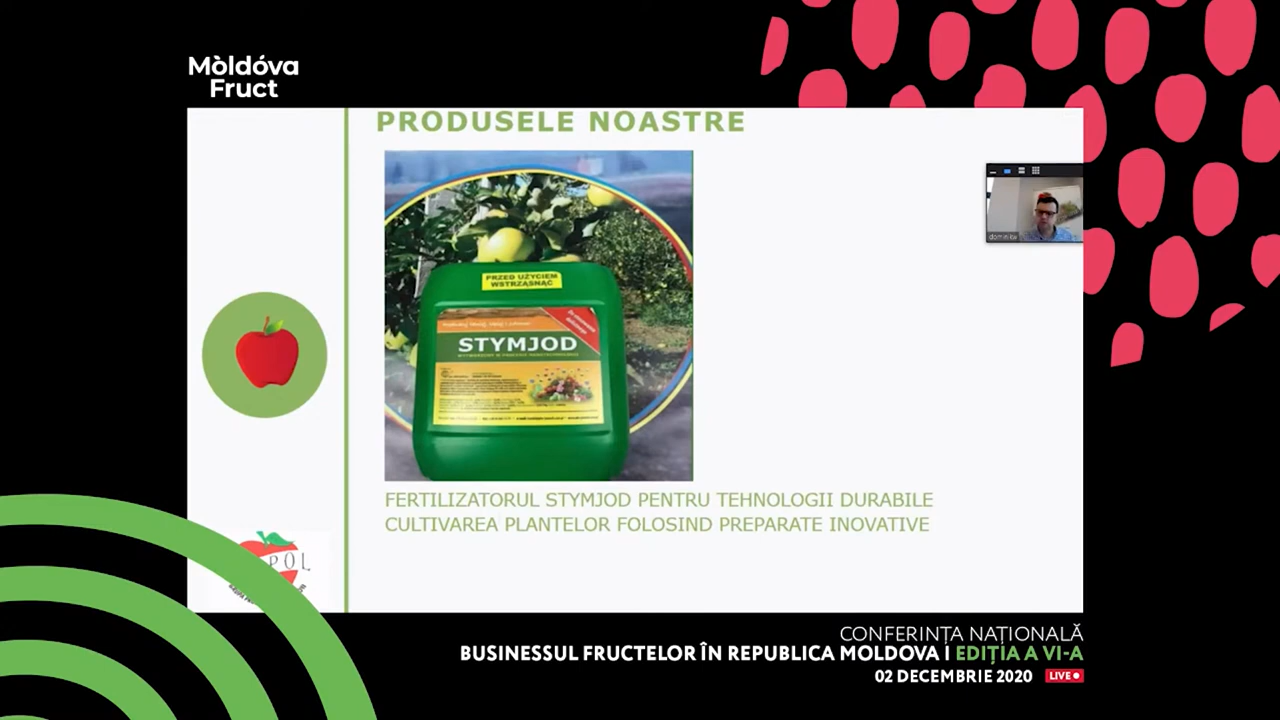 Mòldóva
Fruct
PRODUSELE NOASTRE
PRZED UŻYCIEM
WSTRZĄSNĄĆ
STYMJOD
FERTILIZATORUL STYMJOD PENTRU TEHNOLOGII DURABILE
CULTIVAREA PLANTELOR FOLOSIND PREPARATE INOVATIVE
POL
CONFERINȚA NAȚIONALĂ
BUSINESSUL FRUCTELOR ÎN REPUBLICA MOLDOVA I EDIȚIA A VI-A
02 DECEMBRIE 2020 LIVE